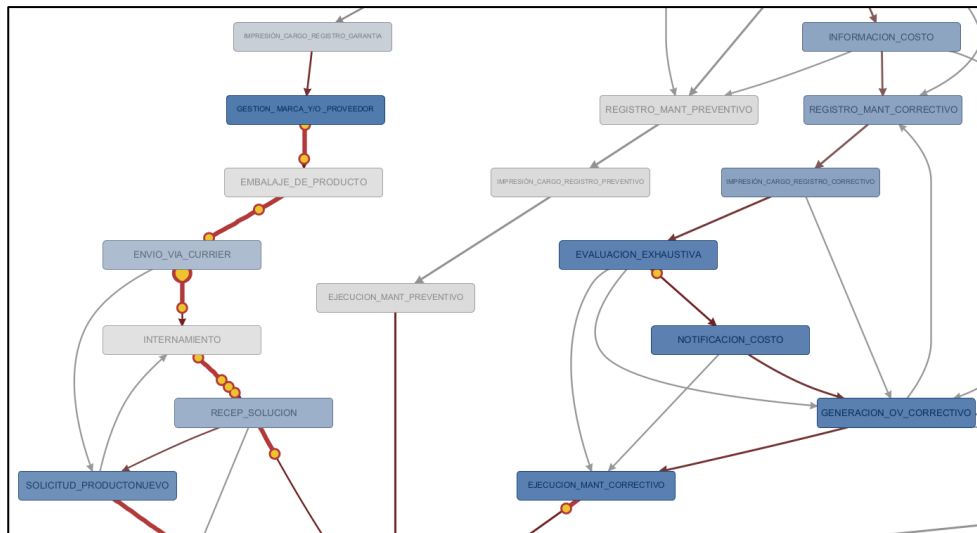 IMPRESIÓN_CARGO_REGISTRO_GARANTIA
INFORMACION_COSTO
GESTION_MARCA_Y/O_PROVEEDOR
REGISTRO_MANT_PREVENTIVO
REGISTRO_MANT_CORRECTIVO
EMBALAJE_DE_PRODUCTO
IMPRESIÓN_CARGO_REGISTRO_PREVENTIVO
IMPRESIÓN_CARGO_REGISTRO_CORRECTIVO
ENVIO_VIA_CURRIER
EVALUACION_EXHAUSTIVA
EJECUCION_MANT_PREVENTIVO
INTERNAMIENTO
NOTIFICACION_COSTO
RECEP_SOLUCION
GENERACION_OV_CORRECTIVO
SOLICITUD_PRODUCTONUEVO
EJECUCION_MANT_CORRECTIVO